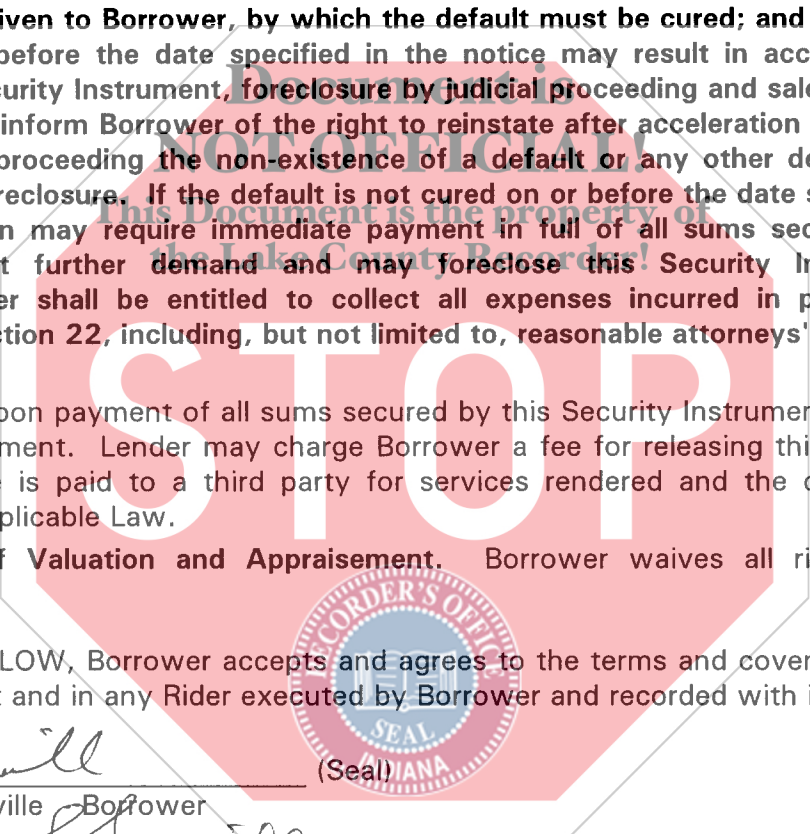 iven to Borrower, by which the default must be cured; and
before the date specified in the notice may result in acc
curity Instrument, foreclosure by judicial proceeding and sale
inform Borrower of the right to reinstate after acceleration
proceeding the non-existence of a default or any other de
reclosure. If the default is not cured on or before the date s
n may require immediate payment in full of all sums sec
t further demand and may foreclose this Security In
er shall be entitled to collect all expenses incurred in p
ction 22, including, but not limited to, reasonable attorneys'
Document is
NOT OFFICIAL!
This Document is the property of
the Lake County Recorder!
STOP
pon payment of all sums secured by this Security Instrumen
ment. Lender may charge Borrower a fee for releasing thi
e is paid to a third party for services rendered and the c
plicable Law.
f Valuation and Appraisement. Borrower waives all ri
LOW, Borrower accepts and agrees to the terms and coven
t and in any Rider executed by Borrower and recorded with i
RECORDER'S OFFICE
SEAL
INDIANA
(Seal)
ville -Borrower